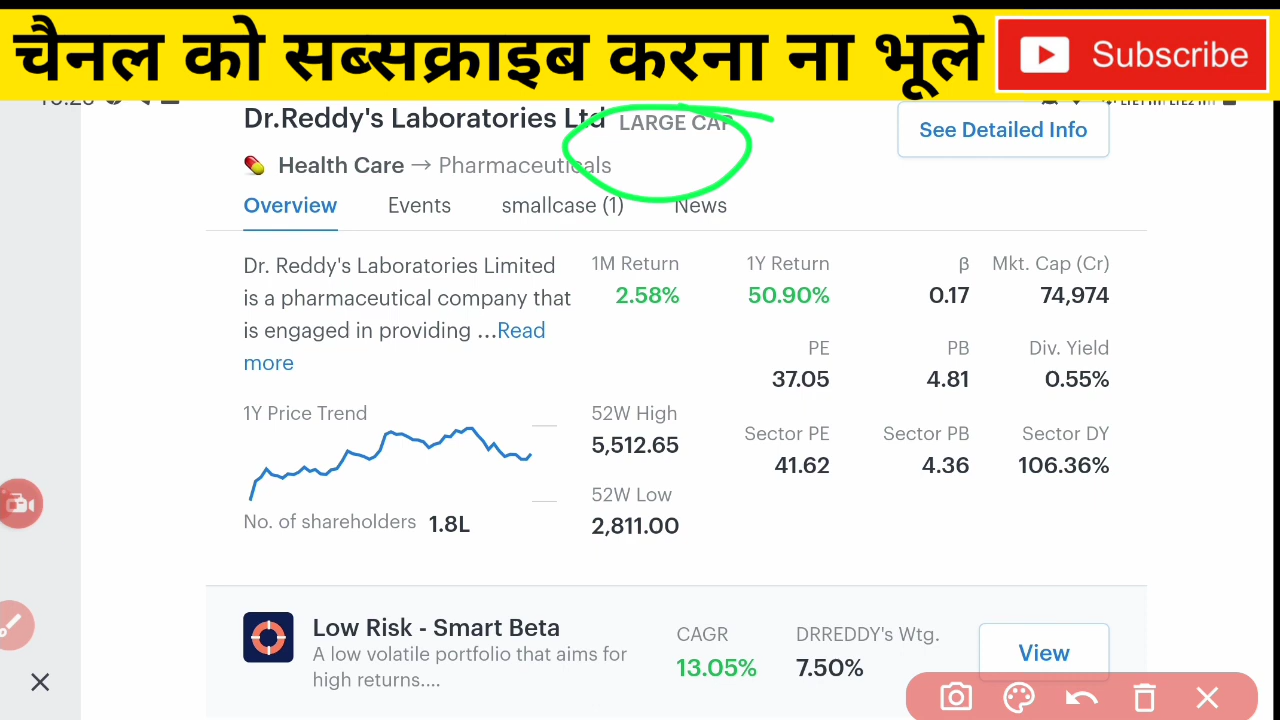 चैनल को सब्सक्राइब करना ना भूले
Subscribe
Dr.Reddy's Laboratories Ltd LARGE CAP
See Detailed Info
Health Care → Pharmaceuticals
Overview Events smallcase (1) News
Dr. Reddy's Laboratories Limited
is a pharmaceutical company that
is engaged in providing ...Read
more
1M Return 1Y Return β Mkt. Cap (Cr)
2.58% 50.90% 0.17 74,974
PE PB Div. Yield
37.05 4.81 0.55%
1Y Price Trend
52W High
5,512.65
Sector PE Sector PB Sector DY
41.62 4.36 106.36%
52W Low
2,811.00
No. of shareholders 1.8L
Low Risk - Smart Beta
A low volatile portfolio that aims for
high returns....
CAGR DRREDDY's Wtg.
13.05% 7.50%
View